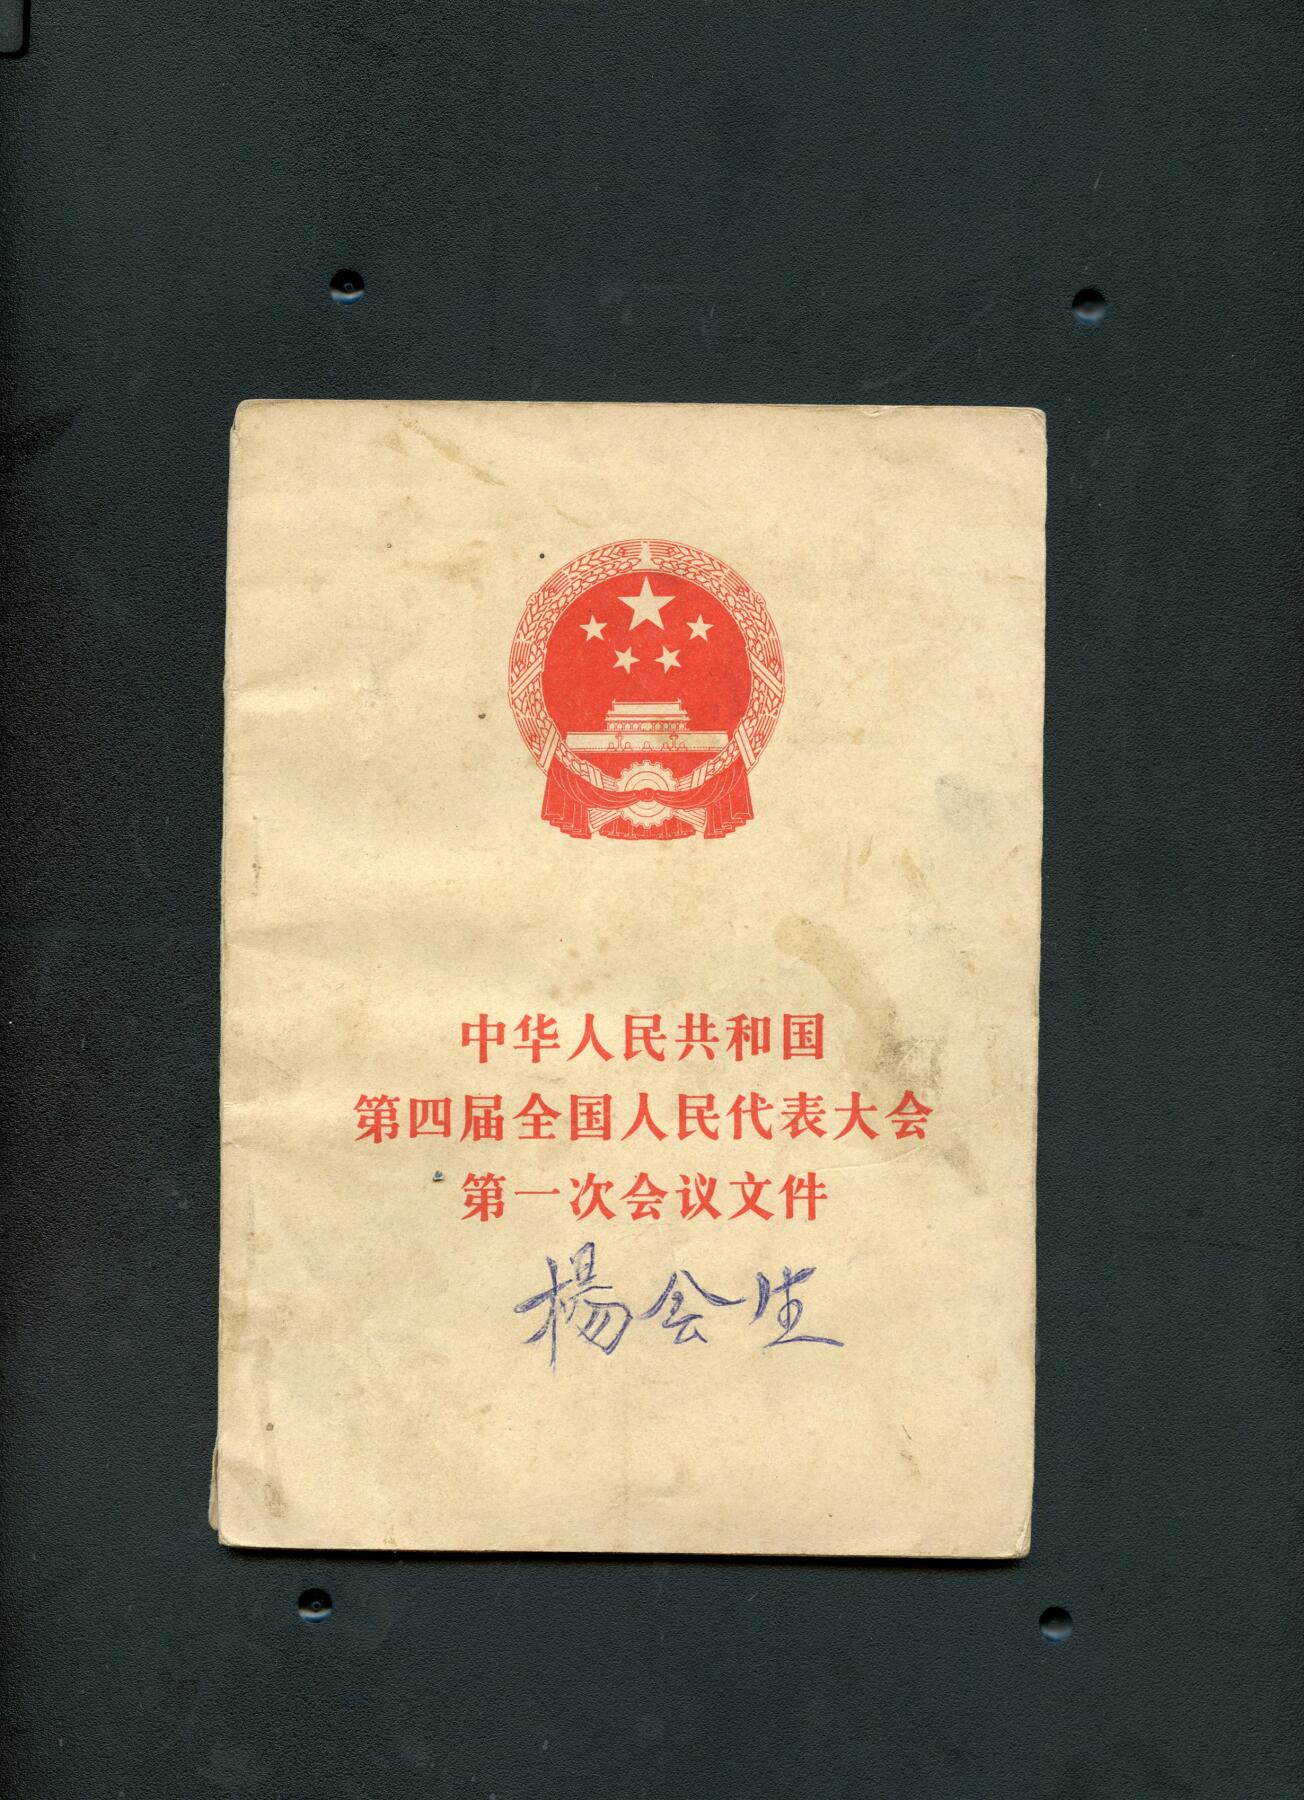 中华人民共和国
第四届全国人民代表大会
第一次会议文件
楊会生